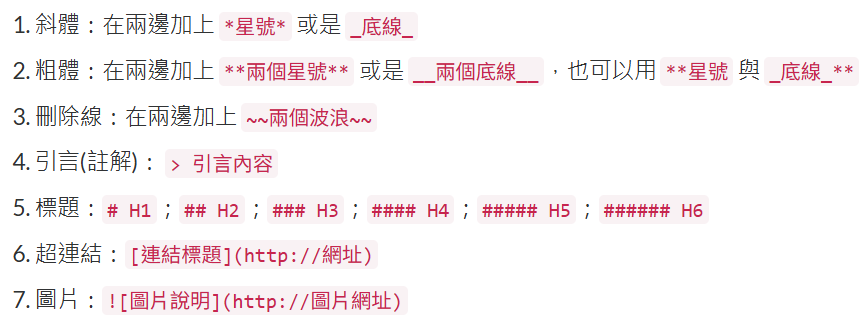 1. 斜體：在兩邊加上 *星號* 或是 _底線_
2. 粗體：在兩邊加上 **兩個星號** 或是 __兩個底線__，也可以用 **星號 與 _底線_**
3. 刪除線：在兩邊加上 ~~兩個波浪~~
4. 引言(註解)： > 引言內容
5. 標題：# H1；## H2；### H3；#### H4；##### H5；###### H6
6. 超連結：[連結標題](http://網址)
7. 圖片：![圖片說明](http://圖片網址)